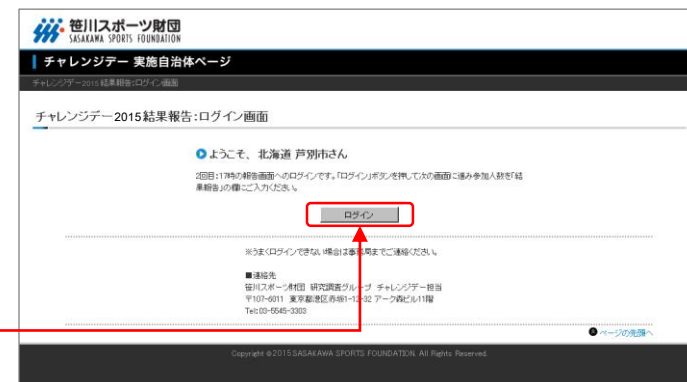 笹川スポーツ財団
SASAKAWA SPORTS FOUNDATION
チャレンジデー 実施自治体ページ
チャレンジデー2015結果報告:ログイン画面
チャレンジデー2015結果報告:ログイン画面
ようこそ、北海道 芦別市さん
2回目:17時の報告画面へのログインです。「ログイン」ボタンを押して次の画面に進み参加人数を「結
果報告」の欄にご入力ください。
ログイン
※うまくログインできない場合は事務局までご連絡ください。
■連絡先
笹川スポーツ財団 研究調査グループ チャレンジデー担当
〒107-6011 東京都港区赤坂1-12-32 アーク森ビル11階
Tel:03-5545-3303
ページの先頭へ
Copyright ©2015 SASAKAWA SPORTS FOUNDATION. All Rights Reserved.